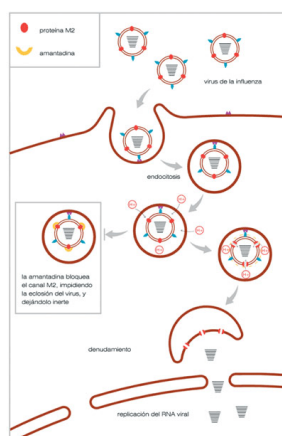 proteína M2
amantadina
virus de la influenza
endocitosis
la amantadina bloquea
el canal M2, impidiendo
la eclosión del virus, y
dejándolo inerte
denudamiento
replicación del RNA viral